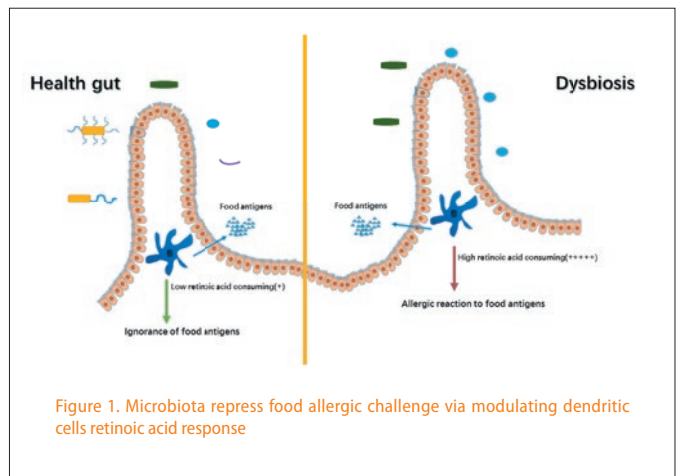 Health gut
Dysbiosis
Food antigens
Food antigens
Low retinoic acid consuming(+)
High retinoic acid consuming(+++++)
Ignorance of food antigens
Allergic reaction to food antigens
Figure 1. Microbiota repress food allergic challenge via modulating dendritic
cells retinoic acid response